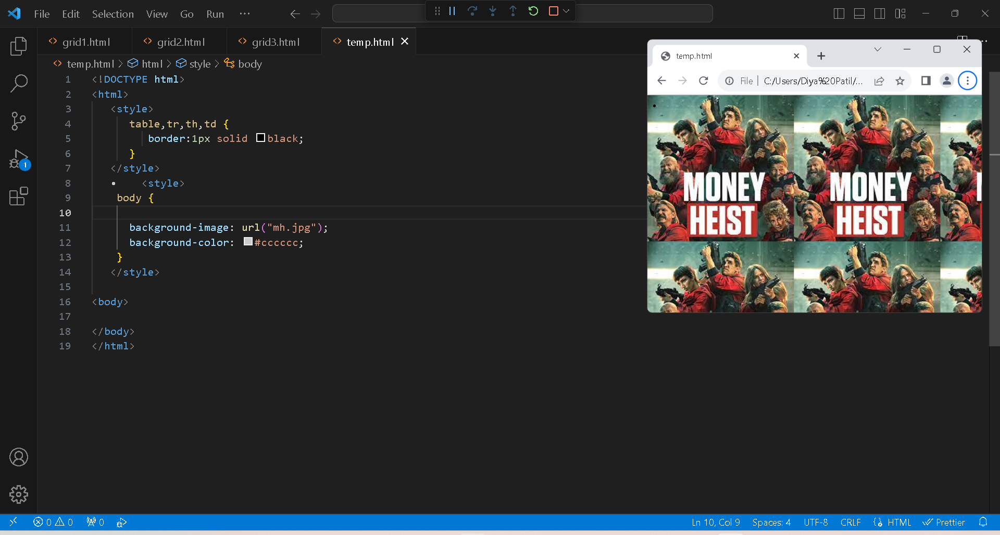 File Edit Selection View Go Run ···
grid1.html grid2.html grid3.html temp.html
temp.html > html > style > body
1 <!DOCTYPE html>
2 <html>
3 <style>
4 table,tr,th,td {
5 border:1px solid black;
6 }
7 </style>
8 • <style>
9 body {
10
11 background-image: url("mh.jpg");
12 background-color: #cccccc;
13 }
14 </style>
15
16 <body>
17
18 </body>
19 </html>
1
temp.html
File | C:/Users/Diya%20Patil/...
•
MONEY MONEY
HEIST HEIST
0 0 0
Ln 10, Col 9 Spaces: 4 UTF-8 CRLF HTML Prettier